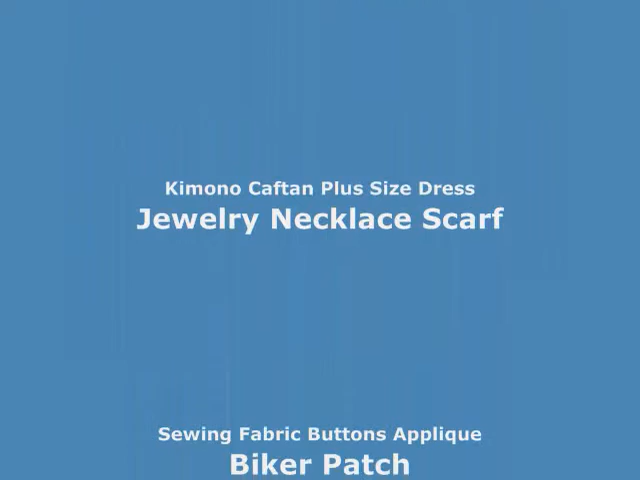 Kimono Caftan Plus Size Dress
Jewelry Necklace Scarf
Sewing Fabric Buttons Applique
Biker Patch